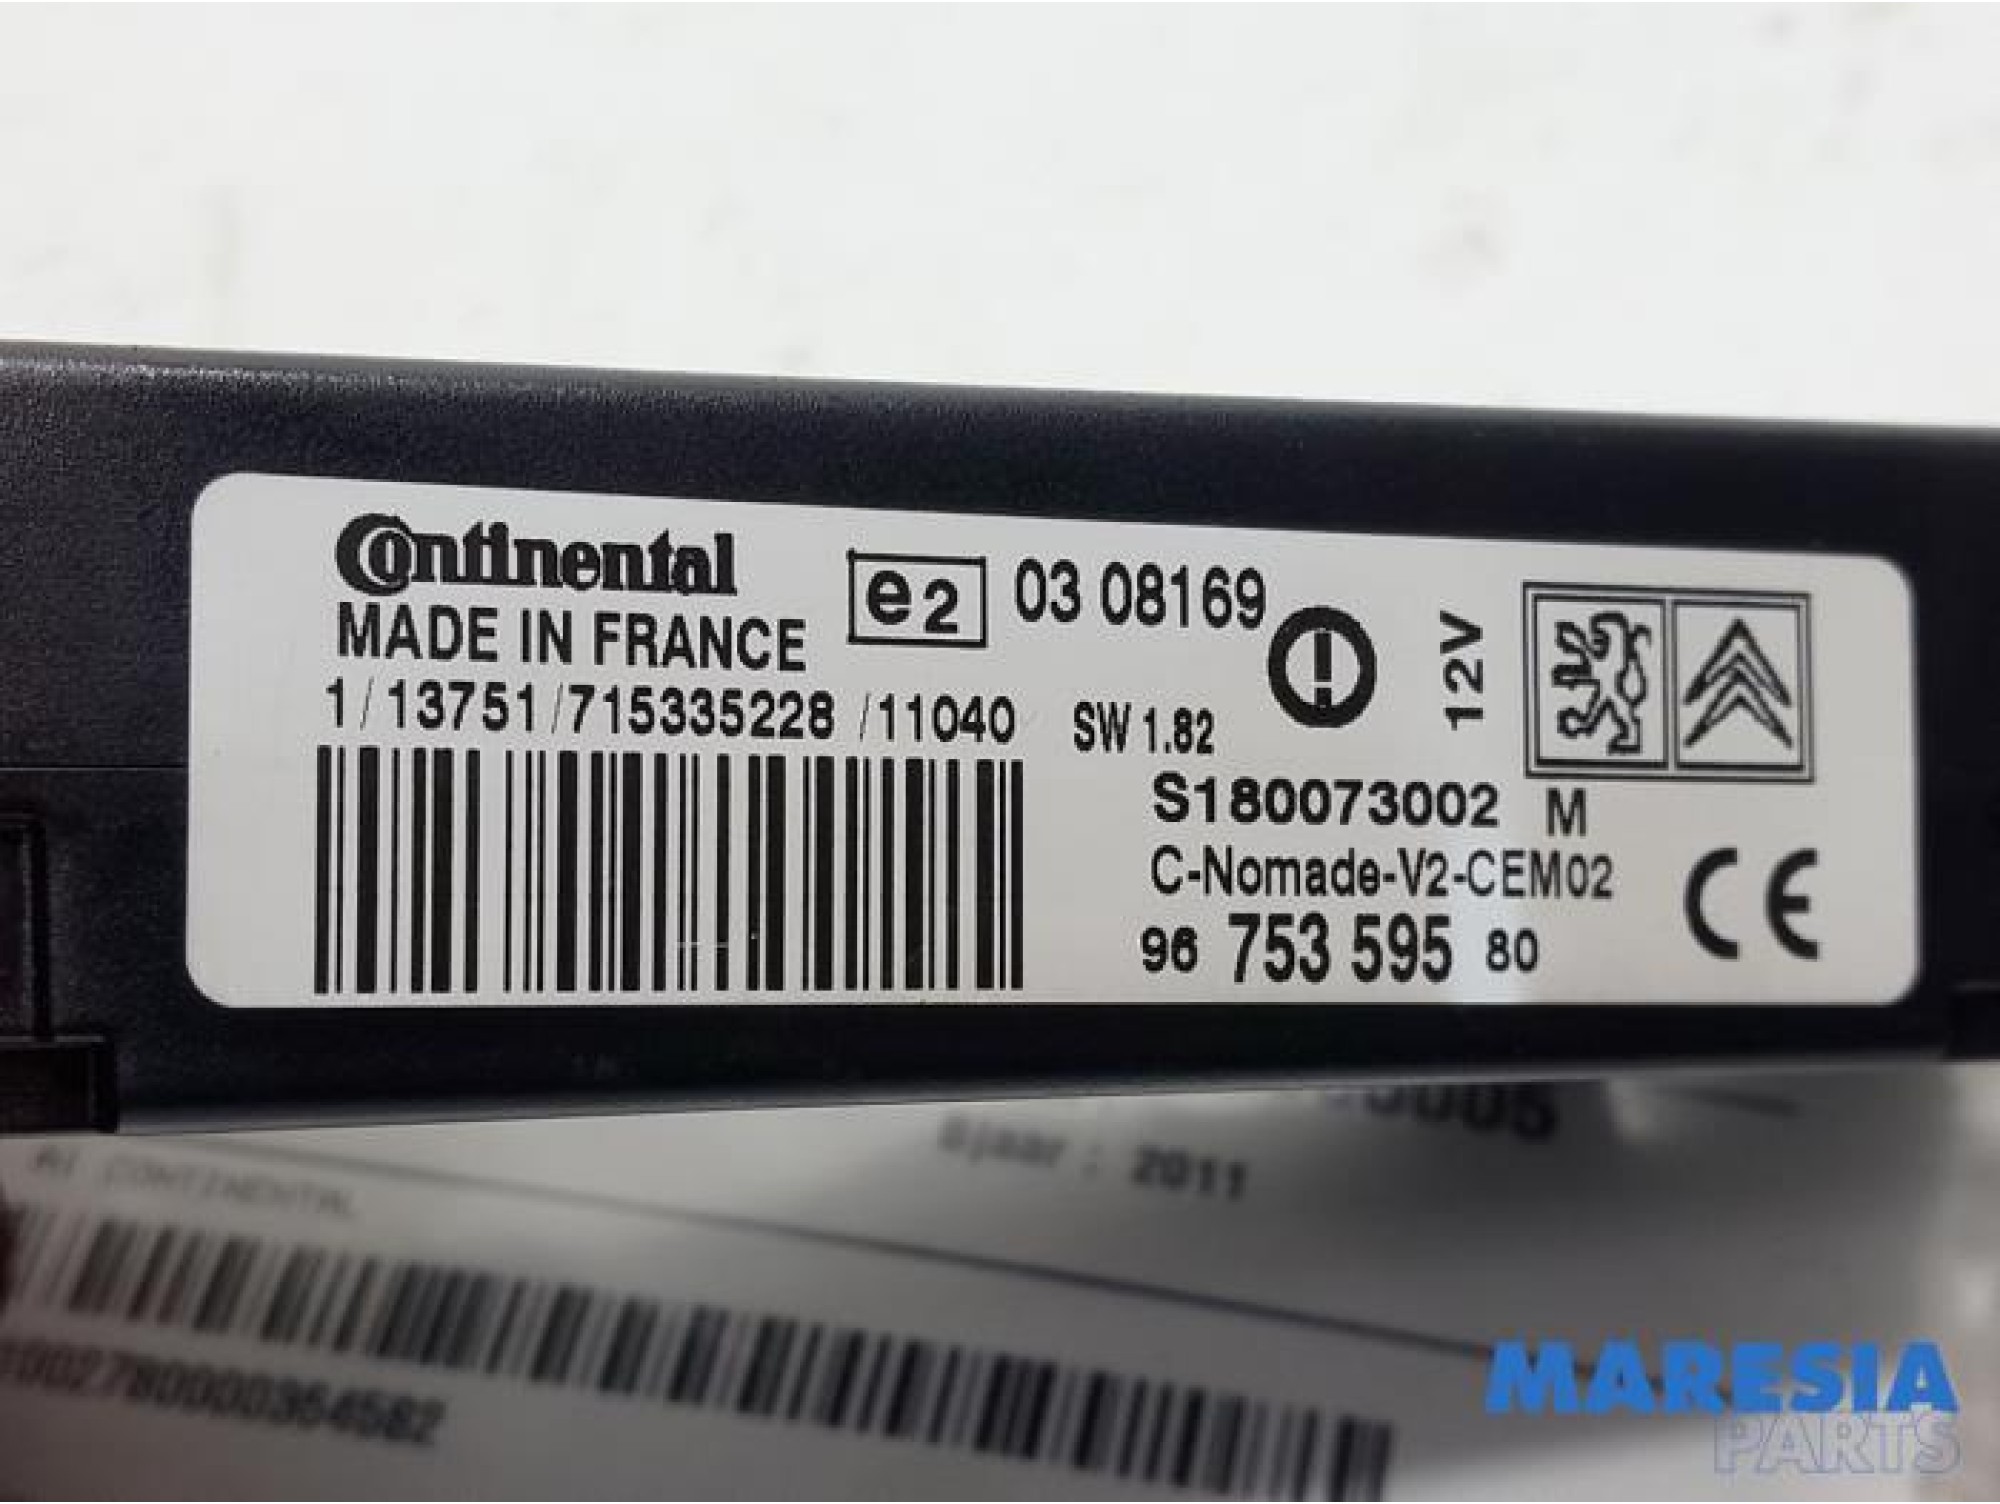 Continental
MADE IN FRANCE
e2 03 08169
1/13751/715335228/11040
SW 1.82
12V
S180073002 M
C-Nomade-V2-CEM02
96 753 595 80
CE
: 2011
CONTINENTAL
MARESIA
PARTS